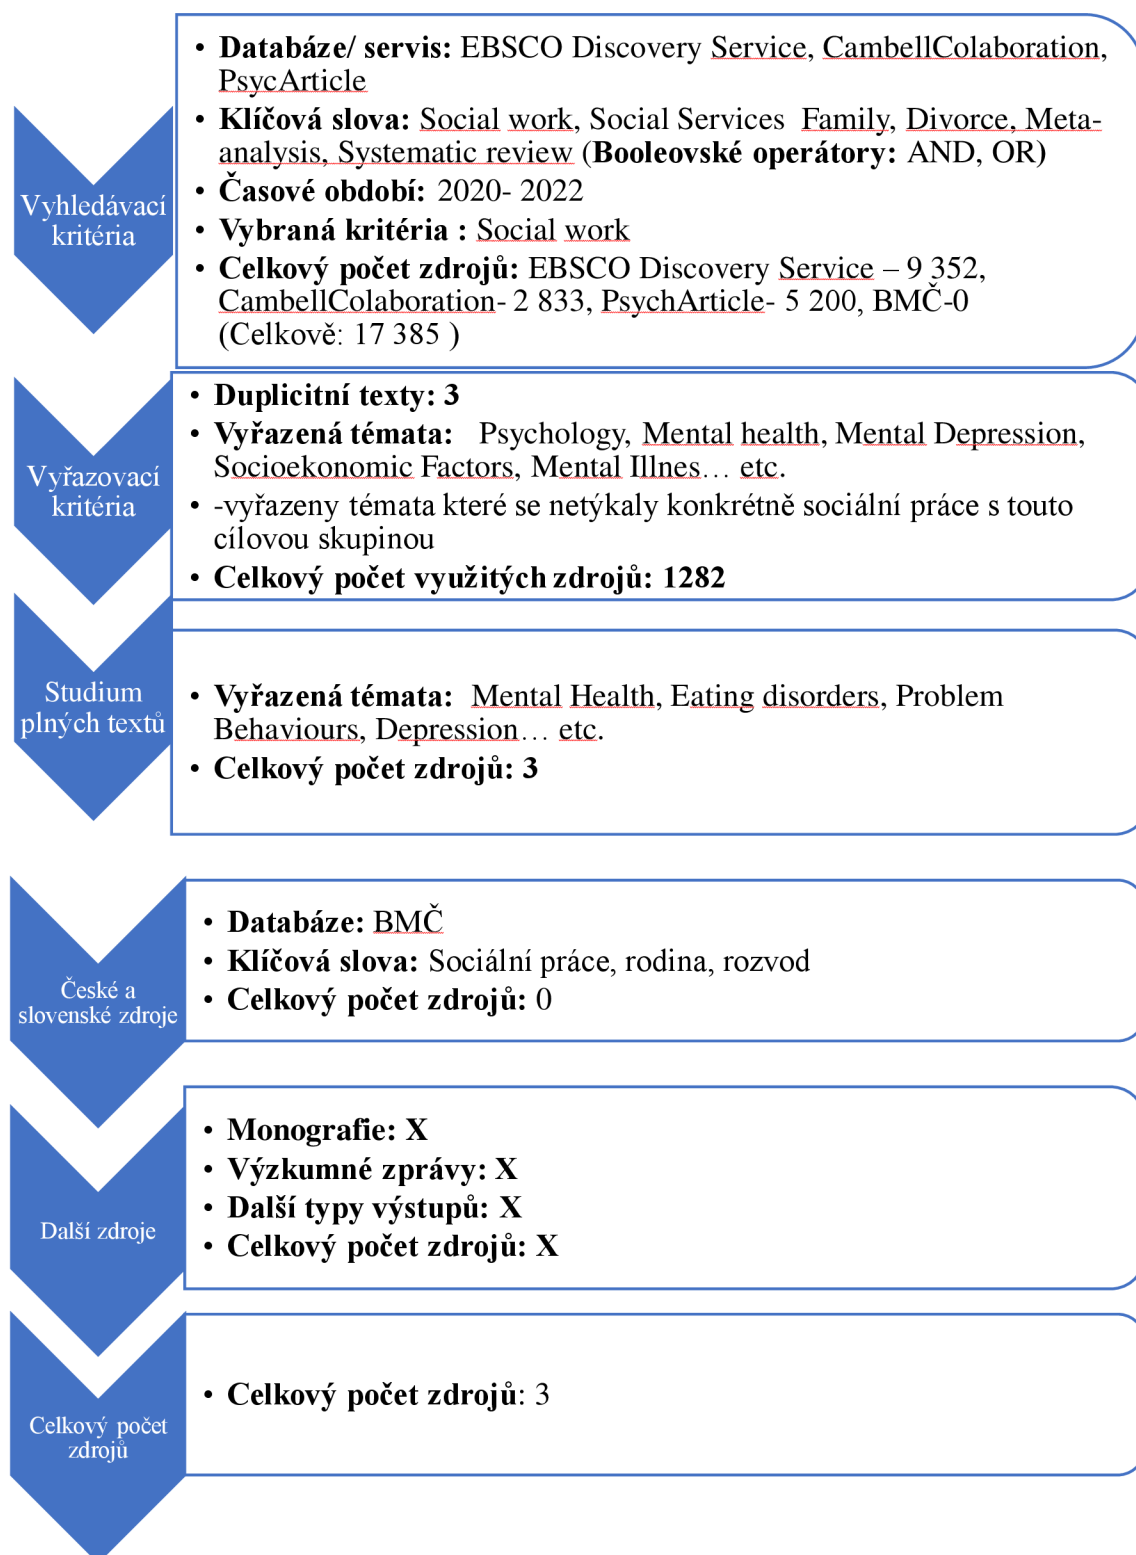 Vyhledávací
kritéria
• Databáze/ servis: EBSCO Discovery Service, CambellColaboration,
PsycArticle
• Klíčová slova: Social work, Social Services  Family, Divorce, Meta-
analysis, Systematic review (Booleovské operátory: AND, OR)
• Časové období: 2020- 2022
• Vybraná kritéria : Social work
• Celkový počet zdrojů: EBSCO Discovery Service – 9 352,
CambellColaboration- 2 833, PsychArticle- 5 200, BMČ-0
(Celkově: 17 385 )
Vyřazovací
kritéria
• Duplicitní texty: 3
• Vyřazená témata:   Psychology, Mental health, Mental Depression,
Socioekonomic Factors, Mental Illnes… etc.
• -vyřazeny témata které se netýkaly konkrétně sociální práce s touto
cílovou skupinou
• Celkový počet využitých zdrojů: 1282
Studium
plných textů
• Vyřazená témata:  Mental Health, Eating disorders, Problem
Behaviours, Depression… etc.
• Celkový počet zdrojů: 3
České a
slovenské zdroje
• Databáze: BMČ
• Klíčová slova: Sociální práce, rodina, rozvod
• Celkový počet zdrojů: 0
Další zdroje
• Monografie: X
• Výzkumné zprávy: X
• Další typy výstupů: X
• Celkový počet zdrojů: X
Celkový počet
zdrojů
• Celkový počet zdrojů: 3